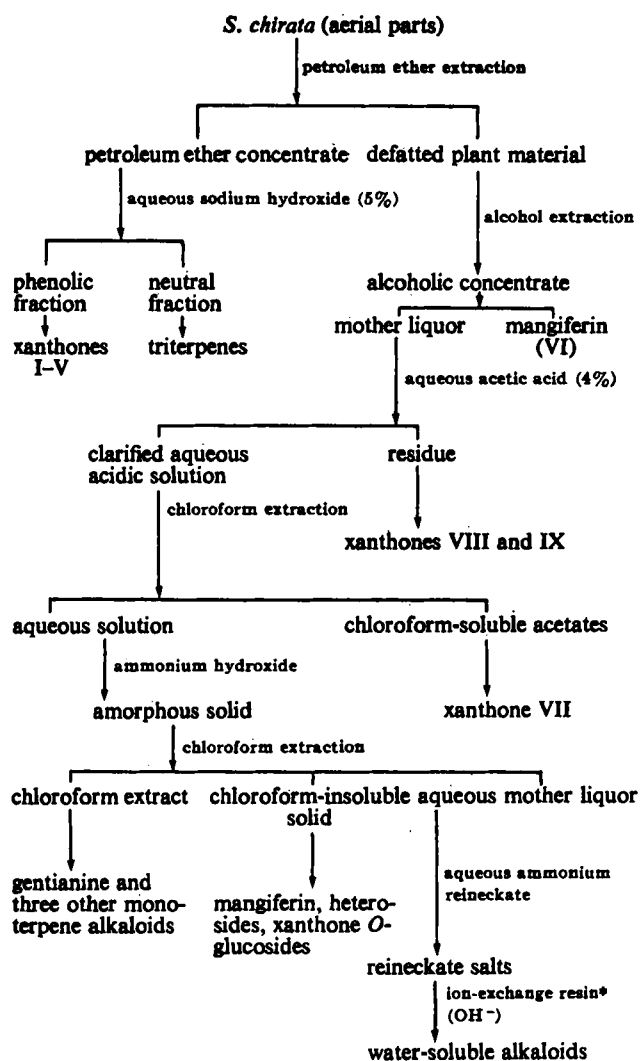 S. chirata (aerial parts)
petroleum ether extraction
petroleum ether concentrate defatted plant material
aqueous sodium hydroxide (5%)
alcohol extraction
phenolic
fraction
neutral
fraction
alcoholic concentrate
xanthones
I–V
triterpenes
mother liquor
mangiferin
(VI)
aqueous acetic acid (4%)
clarified aqueous
acidic solution
residue
chloroform extraction
xanthones VIII and IX
aqueous solution
chloroform-soluble acetates
ammonium hydroxide
amorphous solid
xanthone VII
chloroform extraction
chloroform extract
chloroform-insoluble
solid
aqueous mother liquor
gentianine and
three other mono-
terpene alkaloids
mangiferin, hetero-
sides, xanthone O-
glucosides
aqueous ammonium
reineckate
reineckate salts
ion-exchange resin*
(OH⁻)
water-soluble alkaloids